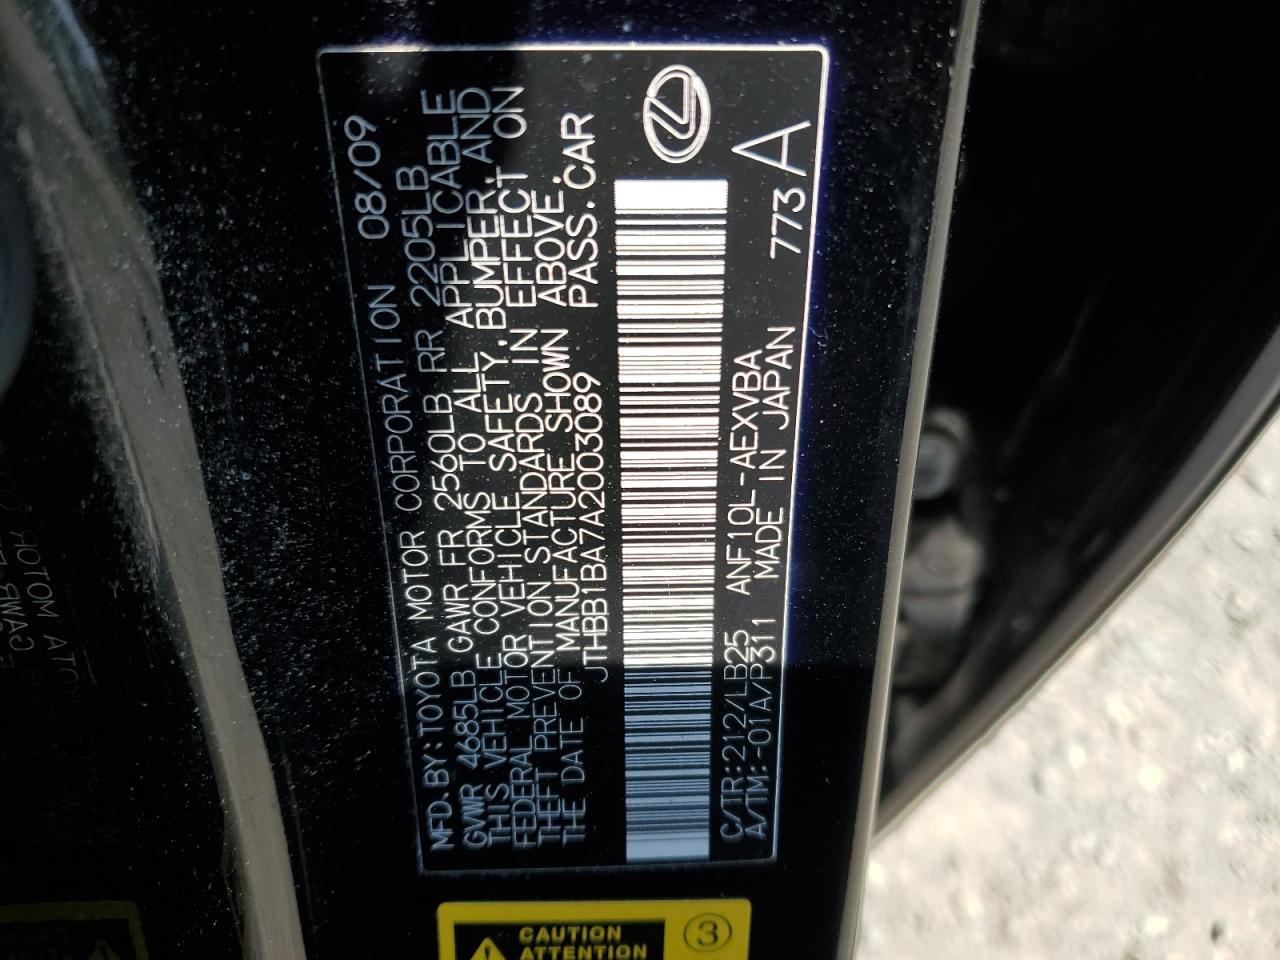 MFD. BY: TOYOTA MOTOR CORPORATION 08/09
GVWR 4685LB GAWR FR 2560LB RR 2205LB
THIS VEHICLE CONFORMS TO ALL APPLICABLE
FEDERAL MOTOR VEHICLE SAFETY, BUMPER, AND
THEFT PREVENTION STANDARDS IN EFFECT ON
THE DATE OF MANUFACTURE SHOWN ABOVE.
JTHBB1BA7A2003089 PASS. CAR
C/TR: 212/LB25 ANF10L-AEXVBA 773
A/TM: -01A/P311 MADE IN JAPAN A
CAUTION
ATTENTION
3